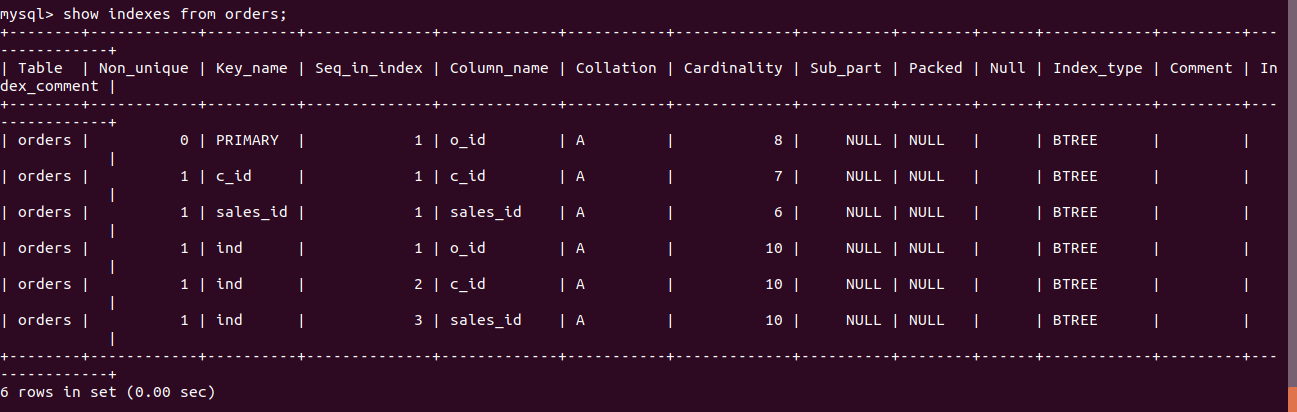 mysql> show indexes from orders;
+--------+------------+----------+--------------+-------------+-----------+-------------+----------+--------+------+------------+---------+---
------------+
| Table  | Non_unique | Key_name | Seq_in_index | Column_name | Collation | Cardinality | Sub_part | Packed | Null | Index_type | Comment | In
dex_comment |
+--------+------------+----------+--------------+-------------+-----------+-------------+----------+--------+------+------------+---------+---
------------+
| orders |          0 | PRIMARY  |            1 | o_id        | A         |           8 |     NULL | NULL   |      | BTREE      |         |
            |
| orders |          1 | c_id     |            1 | c_id        | A         |           7 |     NULL | NULL   |      | BTREE      |         |
            |
| orders |          1 | sales_id |            1 | sales_id    | A         |           6 |     NULL | NULL   |      | BTREE      |         |
            |
| orders |          1 | ind      |            1 | o_id        | A         |          10 |     NULL | NULL   |      | BTREE      |         |
            |
| orders |          1 | ind      |            2 | c_id        | A         |          10 |     NULL | NULL   |      | BTREE      |         |
            |
| orders |          1 | ind      |            3 | sales_id    | A         |          10 |     NULL | NULL   |      | BTREE      |         |
            |
+--------+------------+----------+--------------+-------------+-----------+-------------+----------+--------+------+------------+---------+---
------------+
6 rows in set (0.00 sec)